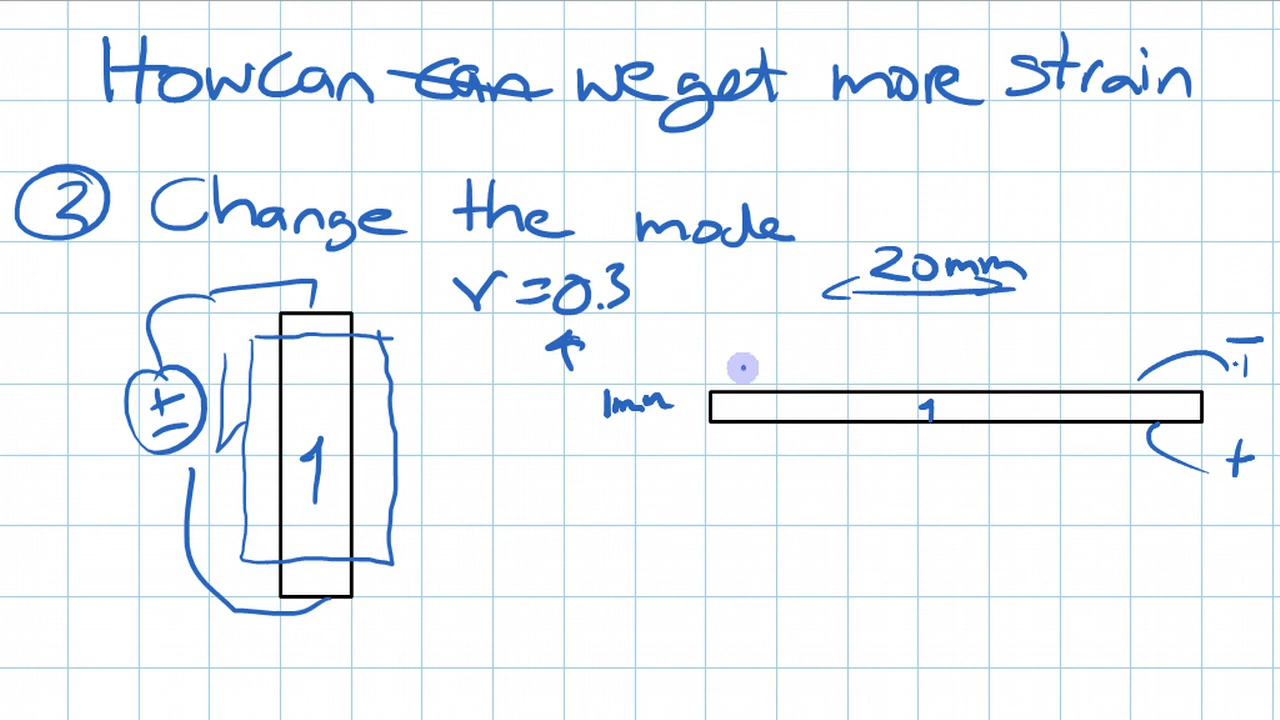 How can can we get more strain
3 Change the mode
v = 0.3
20mm
1mm
1
1
±
-
+